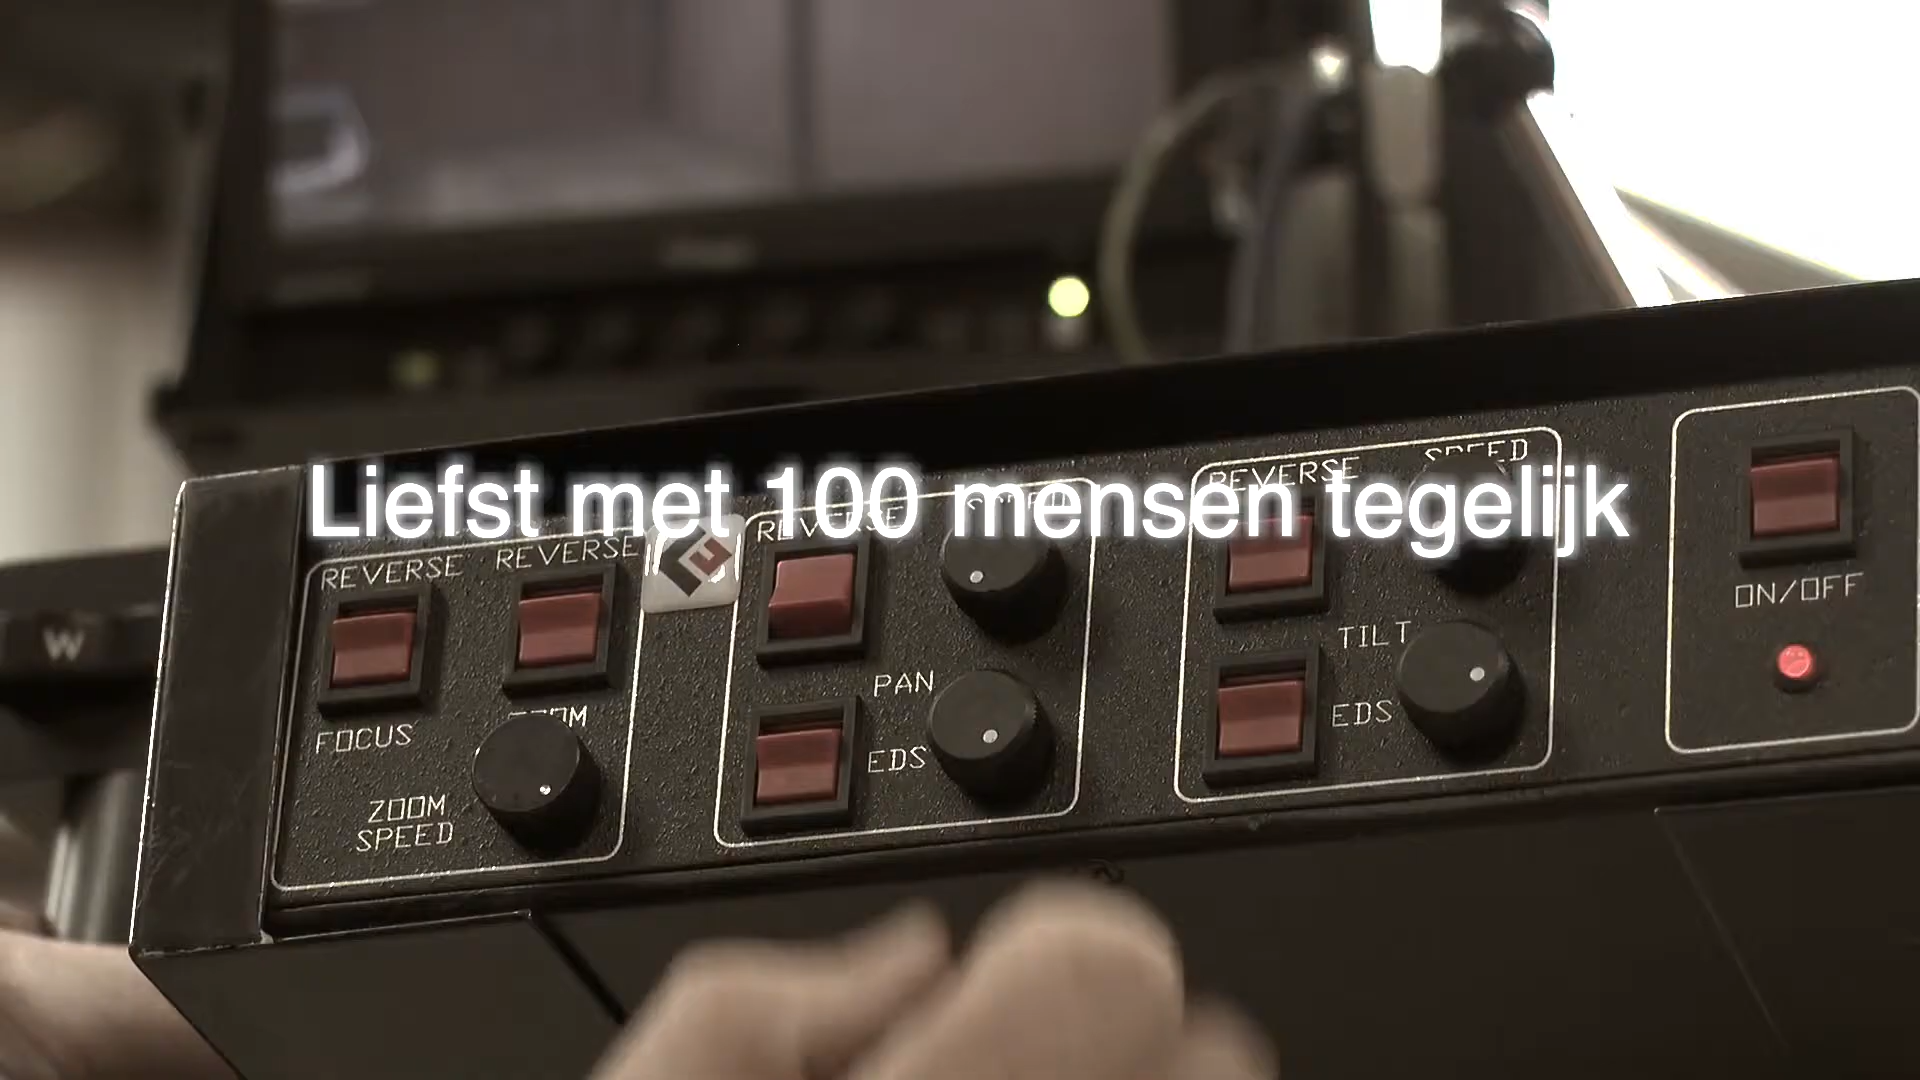 Liefst met 100 mensen tegelijk
REVERSE
REVERSE
FOCUS
ZOOM
ZOOM
SPEED
REVERSE
PAN
EDS
REVERSE
SPEED
TILT
EDS
ON/OFF
W